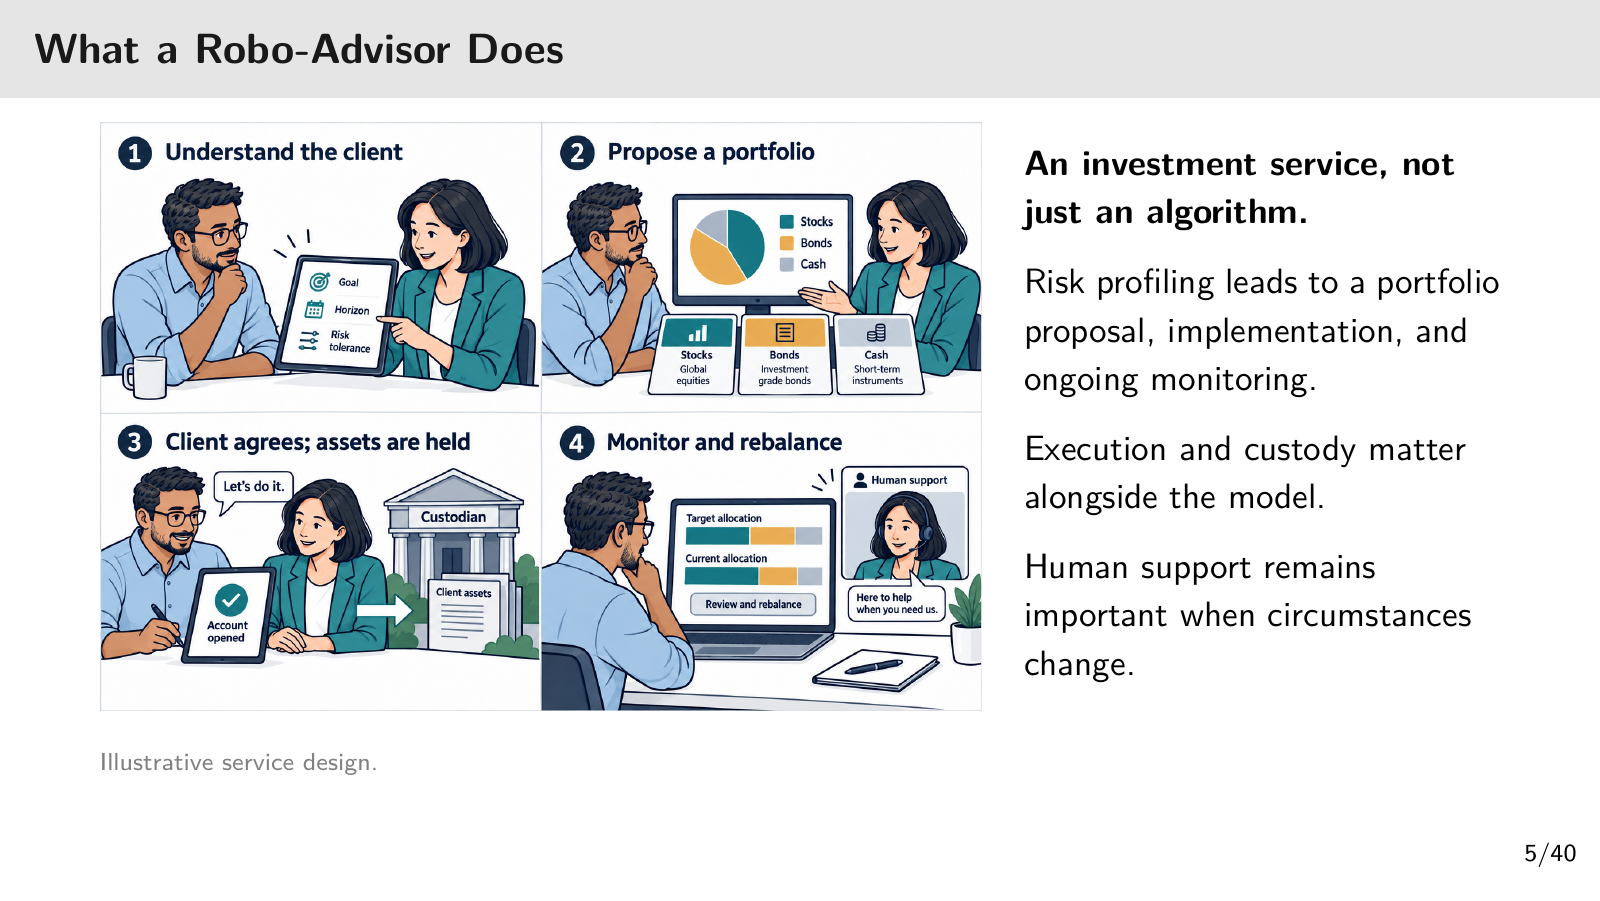 What a Robo-Advisor Does
1 Understand the client
Goal
Horizon
Risk
tolerance
2 Propose a portfolio
Stocks
Bonds
Cash
Stocks
Global
equities
Bonds
Investment
grade bonds
Cash
Short-term
instruments
3 Client agrees; assets are held
Let's do it.
Account
opened
Custodian
Client assets
4 Monitor and rebalance
Target allocation
Current allocation
Review and rebalance
Human support
Here to help
when you need us.
An investment service, not
just an algorithm.
Risk profiling leads to a portfolio
proposal, implementation, and
ongoing monitoring.
Execution and custody matter
alongside the model.
Human support remains
important when circumstances
change.
Illustrative service design.
5/40